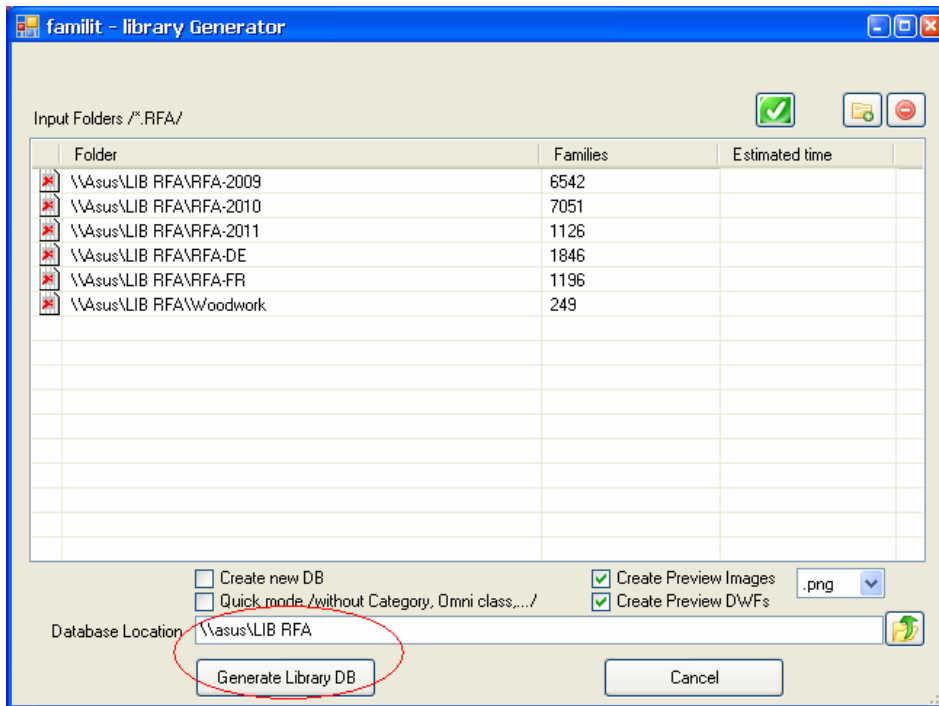 familit - library Generator
Input Folders /*.RFA/
Folder Families Estimated time
\\Asus\LIB RFA\RFA-2009 6542
\\Asus\LIB RFA\RFA-2010 7051
\\Asus\LIB RFA\RFA-2011 1126
\\Asus\LIB RFA\RFA-DE 1846
\\Asus\LIB RFA\RFA-FR 1196
\\Asus\LIB RFA\Woodwork 249
Create new DB Create Preview Images .png
Quick mode /without Category, Omni class,.../ Create Preview DWFs
Database Location \\asus\LIB RFA
Generate Library DB Cancel